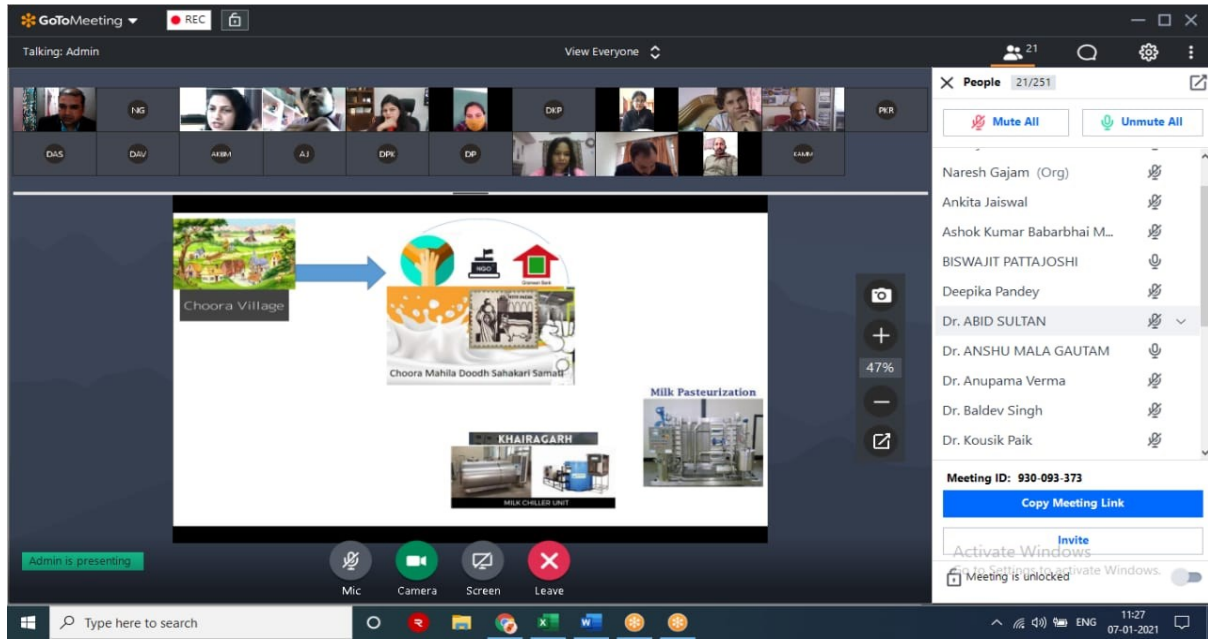 GoToMeeting
REC
Talking: Admin
View Everyone
21
NG
DKP
PKR
DAS
DAV
AKBM
AJ
DPK
DP
KAMM
Choora Village
NGO
Grameen Bank
Choora Mahila Doodh Sahakari Samati
Milk Pasteurization
KHAIRAGARH
MILK CHILLER UNIT
47%
Admin is presenting
Mic
Camera
Screen
Leave
People 21/251
Mute All
Unmute All
Naresh Gajam (Org)
Ankita Jaiswal
Ashok Kumar Babarbhai M...
BISWAJIT PATTAJOSHI
Deepika Pandey
Dr. ABID SULTAN
Dr. ANSHU MALA GAUTAM
Dr. Anupama Verma
Dr. Baldev Singh
Dr. Kousik Paik
Meeting ID: 930-093-373
Copy Meeting Link
Invite
Activate Windows
Go to Settings to activate Windows.
Meeting is unlocked
Type here to search
ENG
11:27
07-01-2021